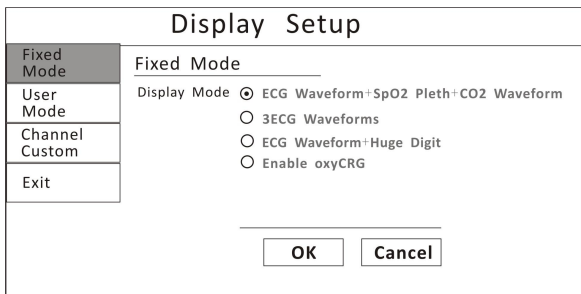 Display Setup
Fixed
Mode
User
Mode
Channel
Custom
Exit
Fixed Mode
Display Mode
ECG Waveform+SpO2 Pleth+CO2 Waveform
3ECG Waveforms
ECG Waveform+Huge Digit
Enable oxyCRG
OK
Cancel